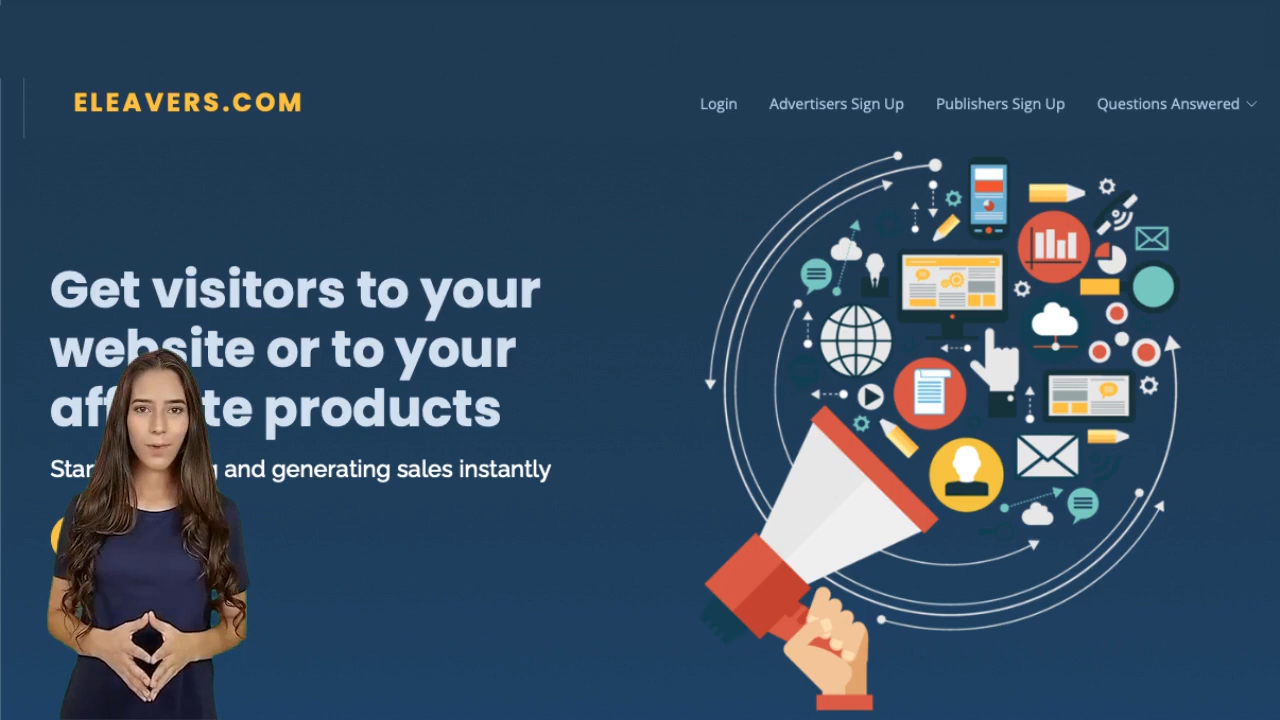 ELEAVERS.COM
Login Advertisers Sign Up Publishers Sign Up Questions Answered
Get visitors to your
website or to your
products
and generating sales instantly